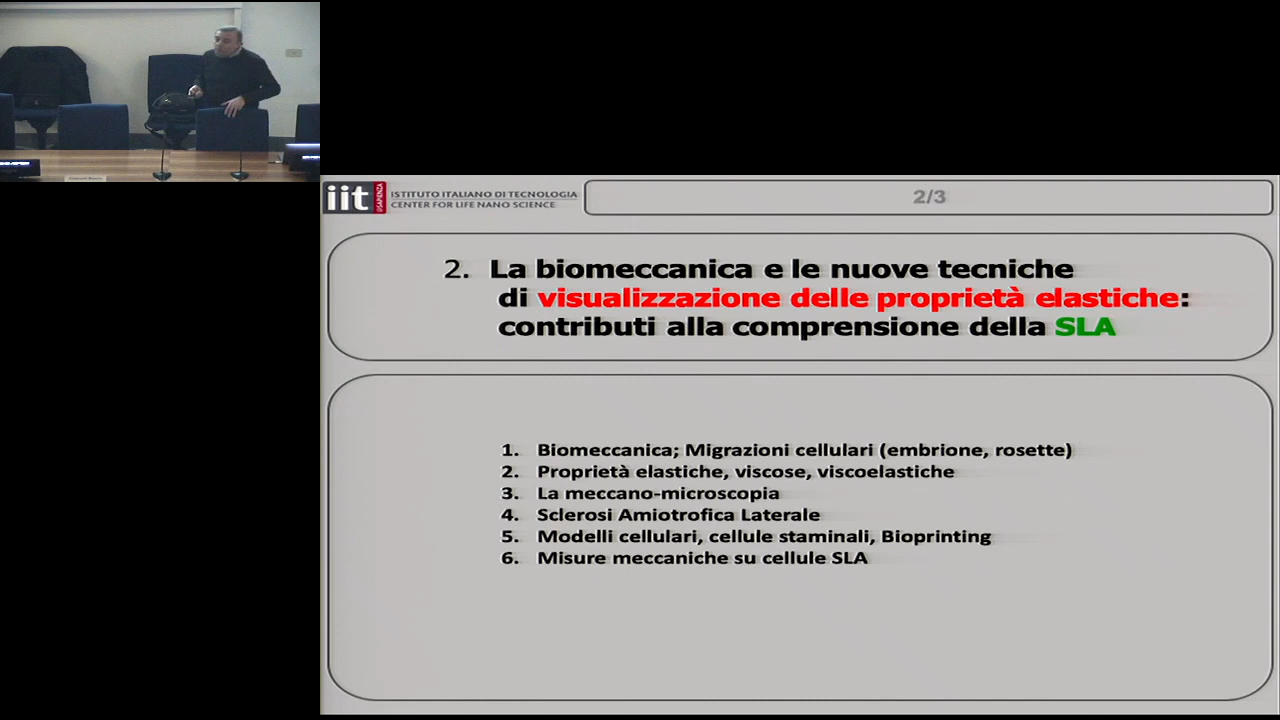 iit
SAPIENZA
ISTITUTO ITALIANO DI TECNOLOGIA
CENTER FOR LIFE NANO SCIENCE
2/3
2. La biomeccanica e le nuove tecniche
di visualizzazione delle proprietà elastiche:
contributi alla comprensione della SLA
1. Biomeccanica; Migrazioni cellulari (embrione, rosette)
2. Proprietà elastiche, viscose, viscoelastiche
3. La meccano-microscopia
4. Sclerosi Amiotrofica Laterale
5. Modelli cellulari, cellule staminali, Bioprinting
6. Misure meccaniche su cellule SLA